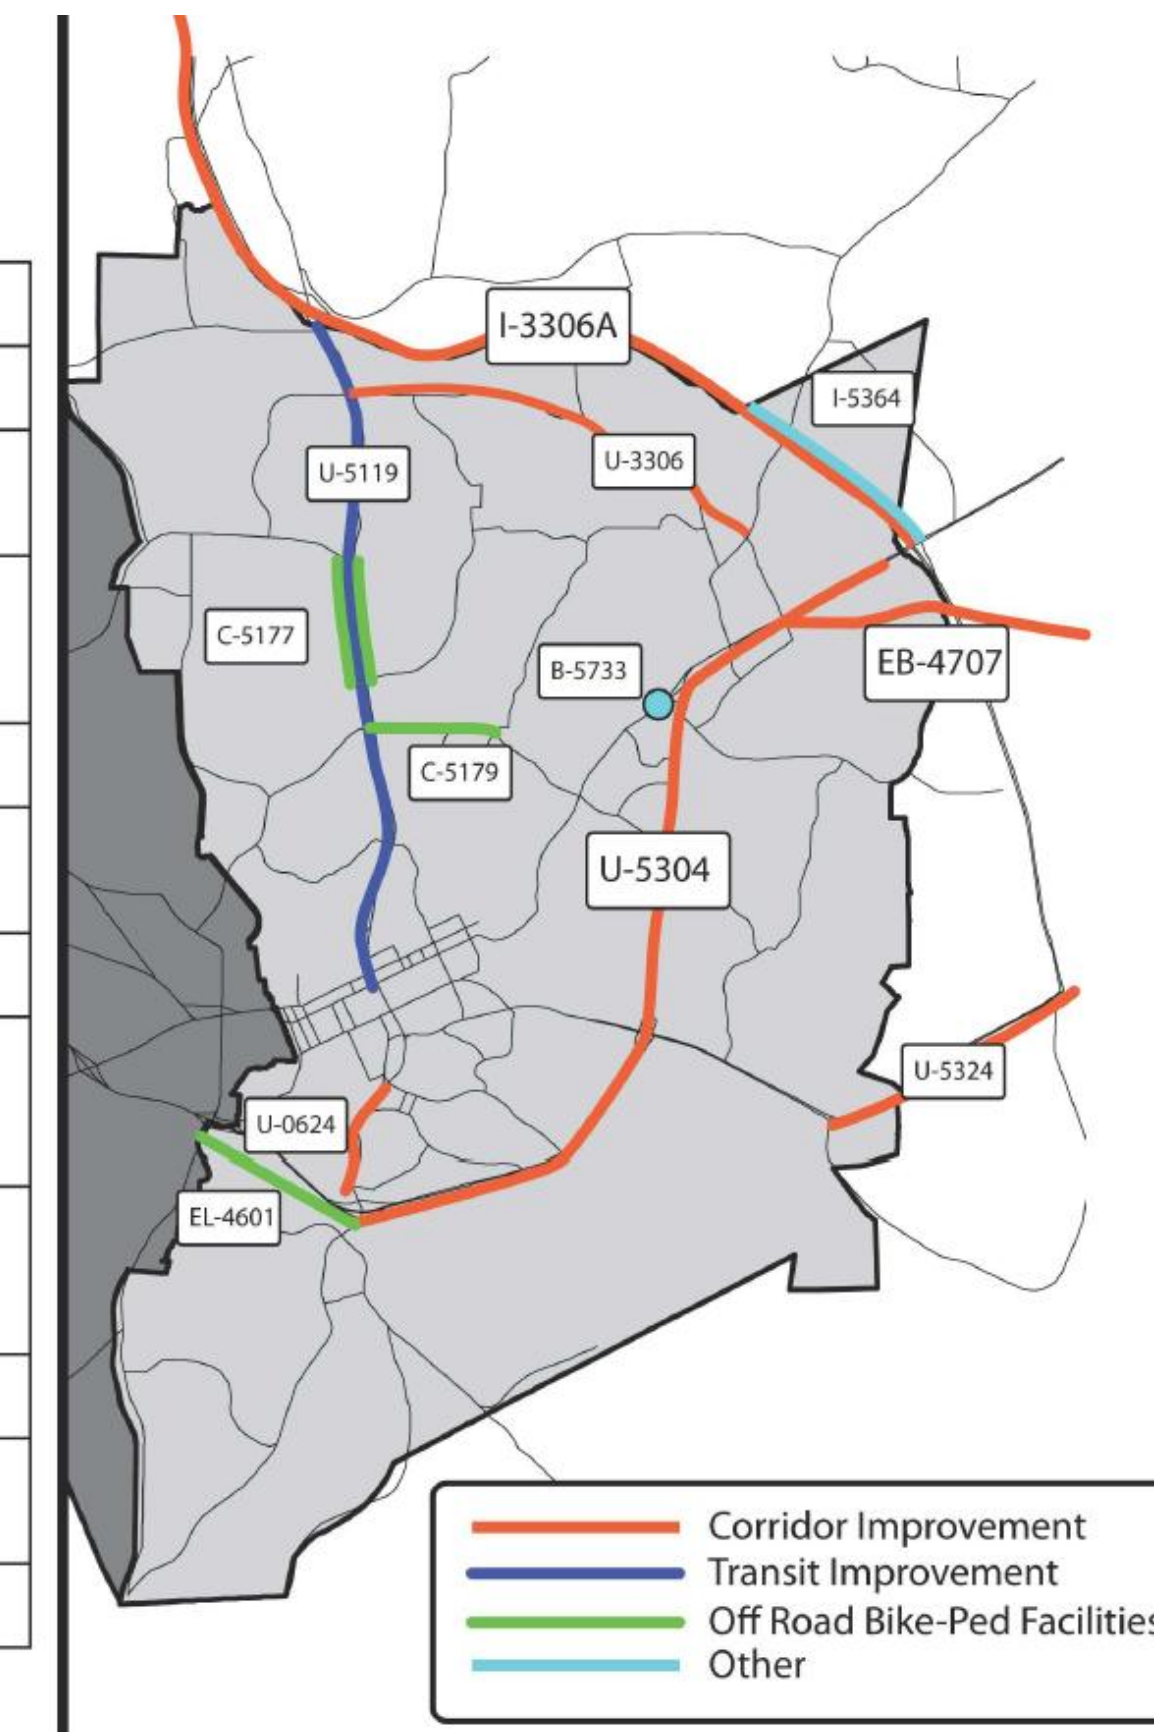 I-3306A
I-5364
U-3306
U-5119
C-5177
B-5733
EB-4707
C-5179
U-5304
U-5324
U-0624
EL-4601
Corridor Improvement
Transit Improvement
Off Road Bike-Ped Facilities
Other